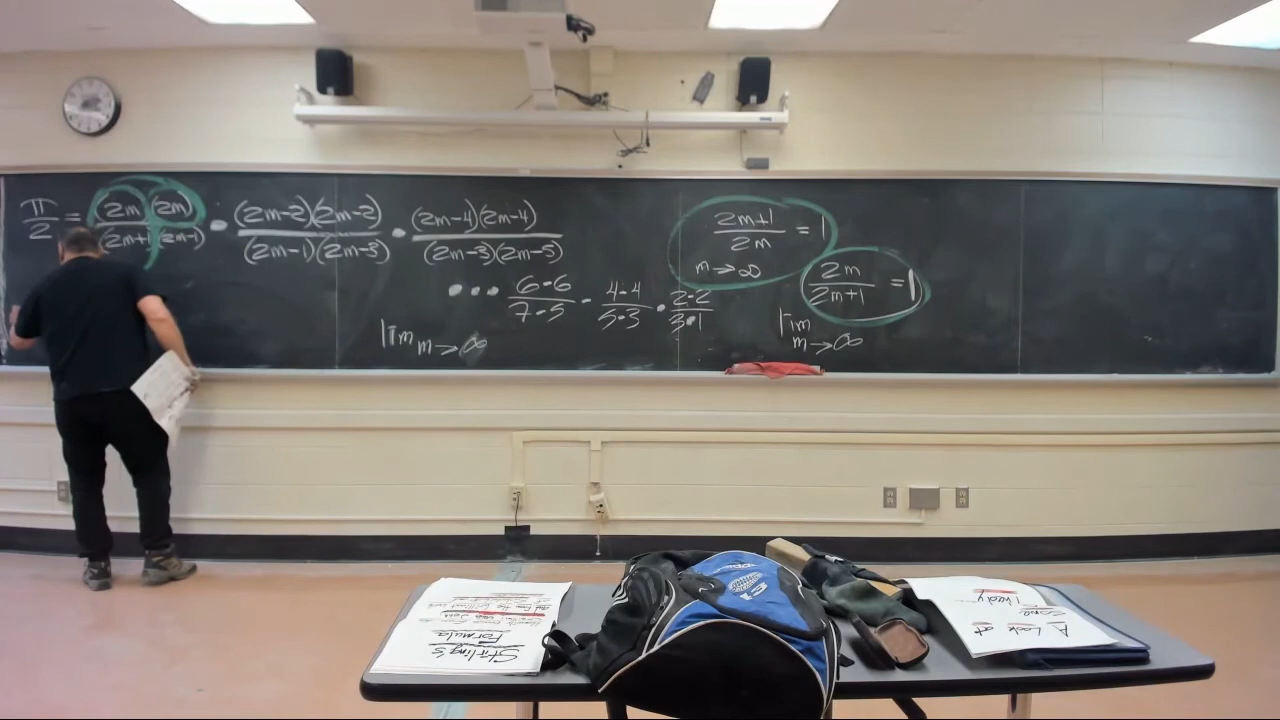 π/2 = (2m)(2m)/(2m+1)(2m-1) • (2m-2)(2m-2)/(2m-1)(2m-3) • (2m-4)(2m-4)/(2m-3)(2m-5)
••• 6•6/7•5 • 4•4/5•3 • 2•2/3•1
lim m→∞
2m+1/2m = 1
m→∞
2m/2m+1 = 1
lim m→∞
Stirling's
Formula
A Look at
Some